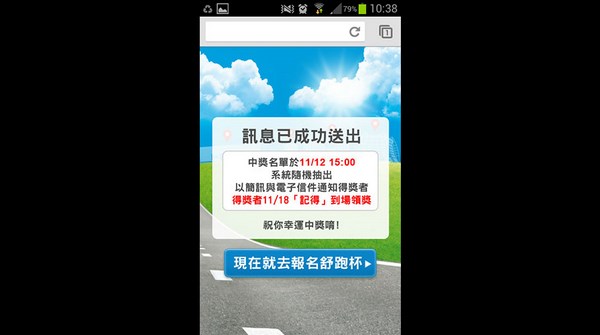 79%
10:38
1
訊息已成功送出
中獎名單於11/12 15:00
系統隨機抽出
以簡訊與電子信件通知得獎者
得獎者11/18「記得」到場領獎
祝你幸運中獎唷!
現在就去報名舒跑杯